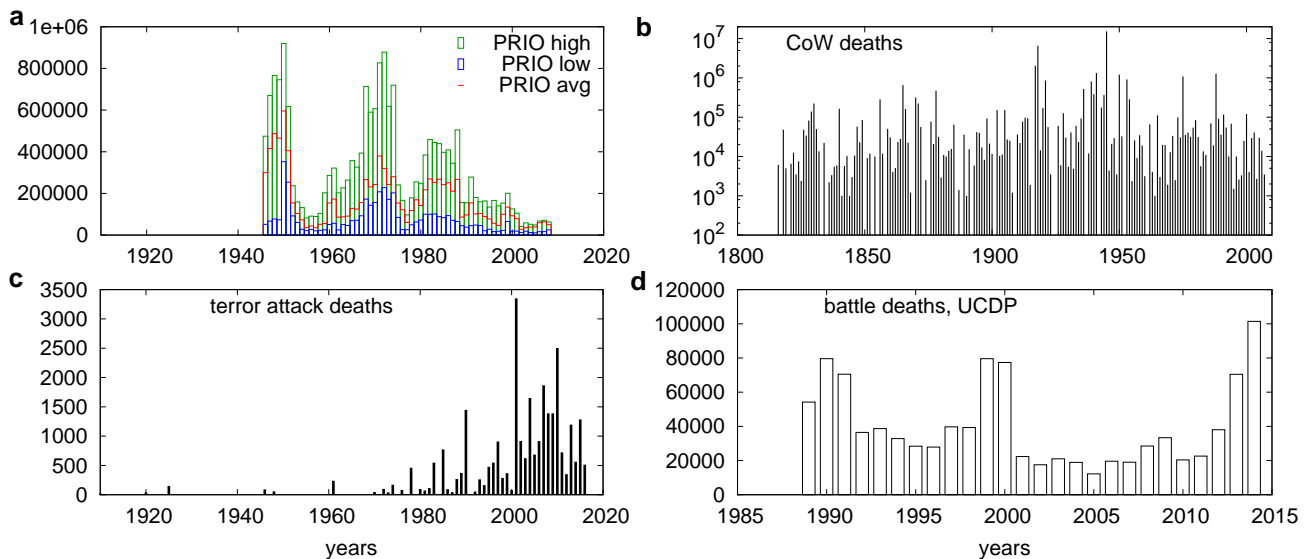 a
1e+06
800000
600000
400000
200000
0
PRIO high
PRIO low
PRIO avg
1920 1940 1960 1980 2000 2020
b
10^7
10^6
10^5
10^4
10^3
10^2
CoW deaths
1800 1850 1900 1950 2000
c
3500
3000
2500
2000
1500
1000
500
0
terror attack deaths
1920 1940 1960 1980 2000 2020
years
d
120000
100000
80000
60000
40000
20000
0
battle deaths, UCDP
1985 1990 1995 2000 2005 2010 2015
years